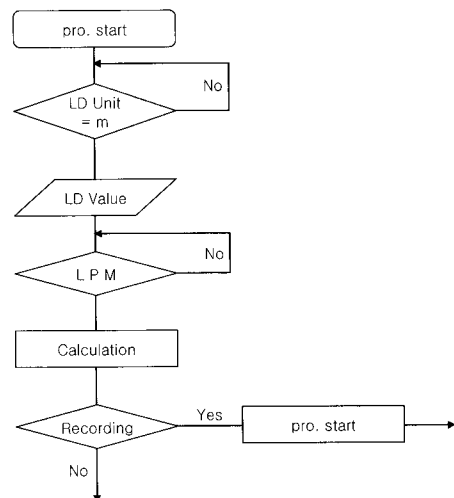 pro. start
No
LD Unit
= m
LD Value
No
L P M
Calculation
Recording
Yes
pro. start
No